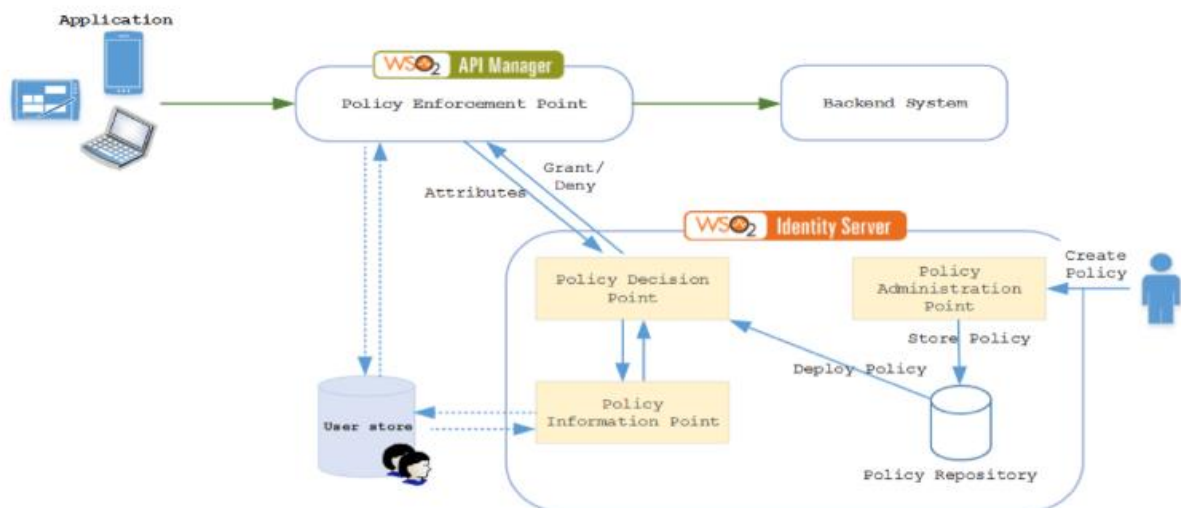 Application
WSO2 API Manager
Policy Enforcement Point
Backend System
Grant/
Deny
Attributes
WSO2 Identity Server
Policy Decision
Point
Policy
Administration
Point
Create
Policy
Store Policy
Deploy Policy
User store
Policy
Information Point
Policy Repository